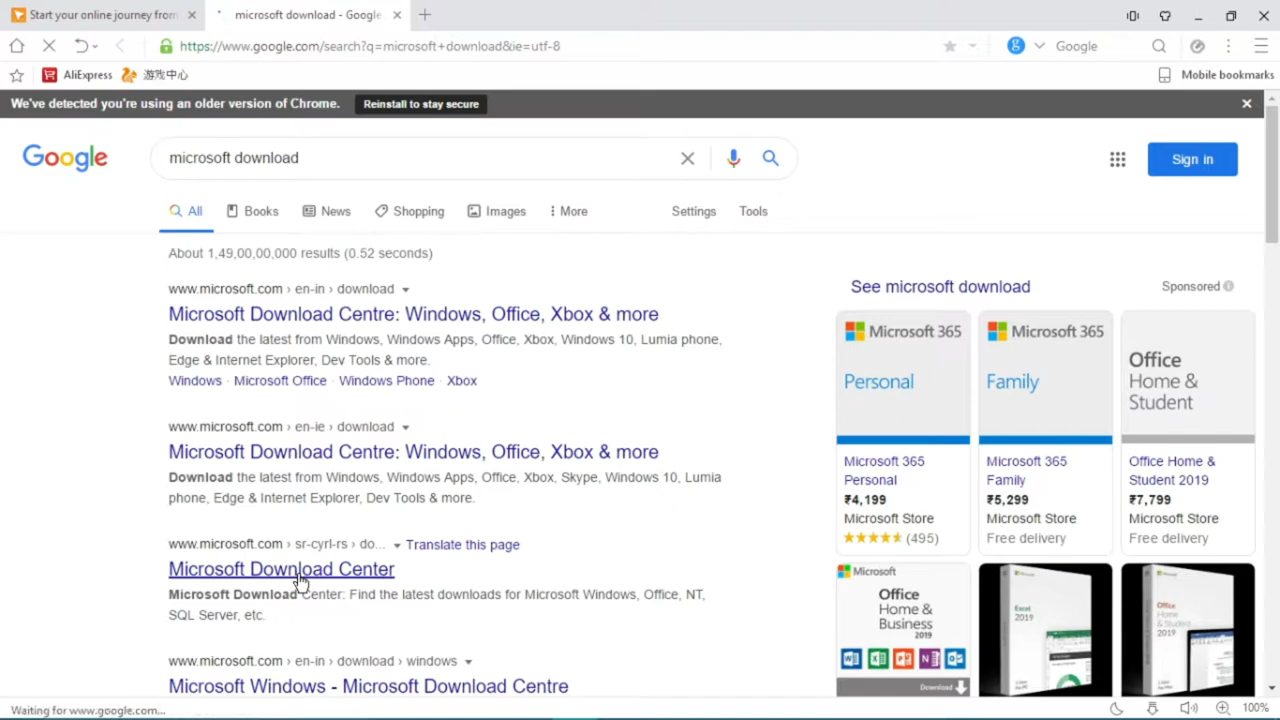 Start your online journey from
microsoft download - Google
https://www.google.com/search?q=microsoft+download&ie=utf-8
Google
AliExpress
游戏中心
Mobile bookmarks
We've detected you're using an older version of Chrome.
Reinstall to stay secure
Google
microsoft download
Sign in
All
Books
News
Shopping
Images
More
Settings
Tools
About 1,49,00,00,000 results (0.52 seconds)
www.microsoft.com › en-in › download
Microsoft Download Centre: Windows, Office, Xbox & more
Download the latest from Windows, Windows Apps, Office, Xbox, Windows 10, Lumia phone,
Edge & Internet Explorer, Dev Tools & more.
Windows · Microsoft Office · Windows Phone · Xbox
www.microsoft.com › en-ie › download
Microsoft Download Centre: Windows, Office, Xbox & more
Download the latest from Windows, Windows Apps, Office, Xbox, Skype, Windows 10, Lumia
phone, Edge & Internet Explorer, Dev Tools & more.
www.microsoft.com › sr-cyrl-rs › do... Translate this page
Microsoft Download Center
Microsoft Download Center: Find the latest downloads for Microsoft Windows, Office, NT,
SQL Server, etc.
www.microsoft.com › en-in › download › windows
Microsoft Windows - Microsoft Download Centre
See microsoft download
Sponsored
Microsoft 365
Personal
Microsoft 365
Family
Office
Home &
Student
Microsoft 365
Personal
₹4,199
Microsoft Store
(495)
Microsoft 365
Family
₹5,299
Microsoft Store
Free delivery
Office Home &
Student 2019
₹7,799
Microsoft Store
Free delivery
Microsoft
Office
Home &
Business
2019
Download
Excel
2019
Office
Home &
Student
2019
Waiting for www.google.com...
100%